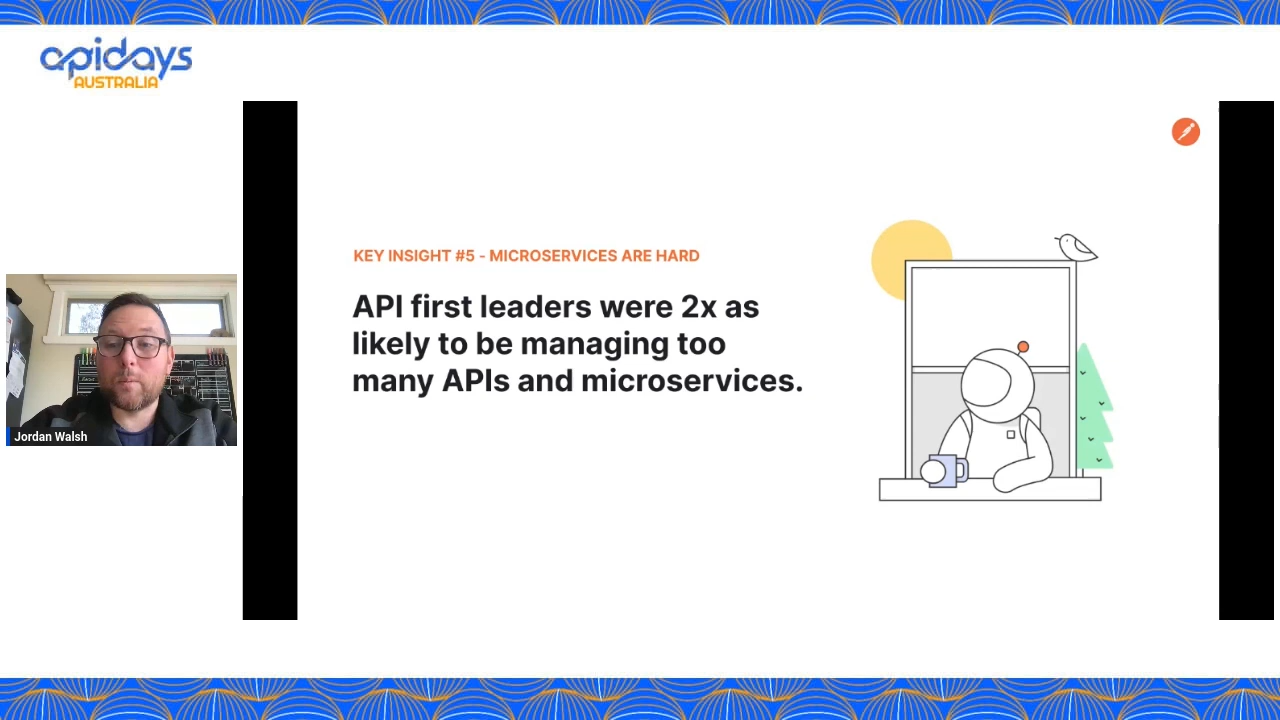 apidays
AUSTRALIA
KEY INSIGHT #5 - MICROSERVICES ARE HARD
API first leaders were 2x as
likely to be managing too
many APIs and microservices.
Jordan Walsh